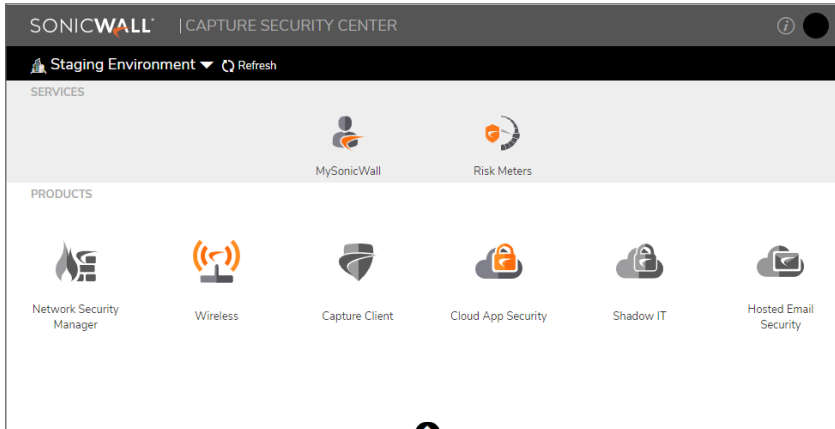 SONICWALL | CAPTURE SECURITY CENTER
Staging Environment Refresh
SERVICES
MySonicWall Risk Meters
PRODUCTS
Network Security Manager Wireless Capture Client Cloud App Security Shadow IT Hosted Email Security